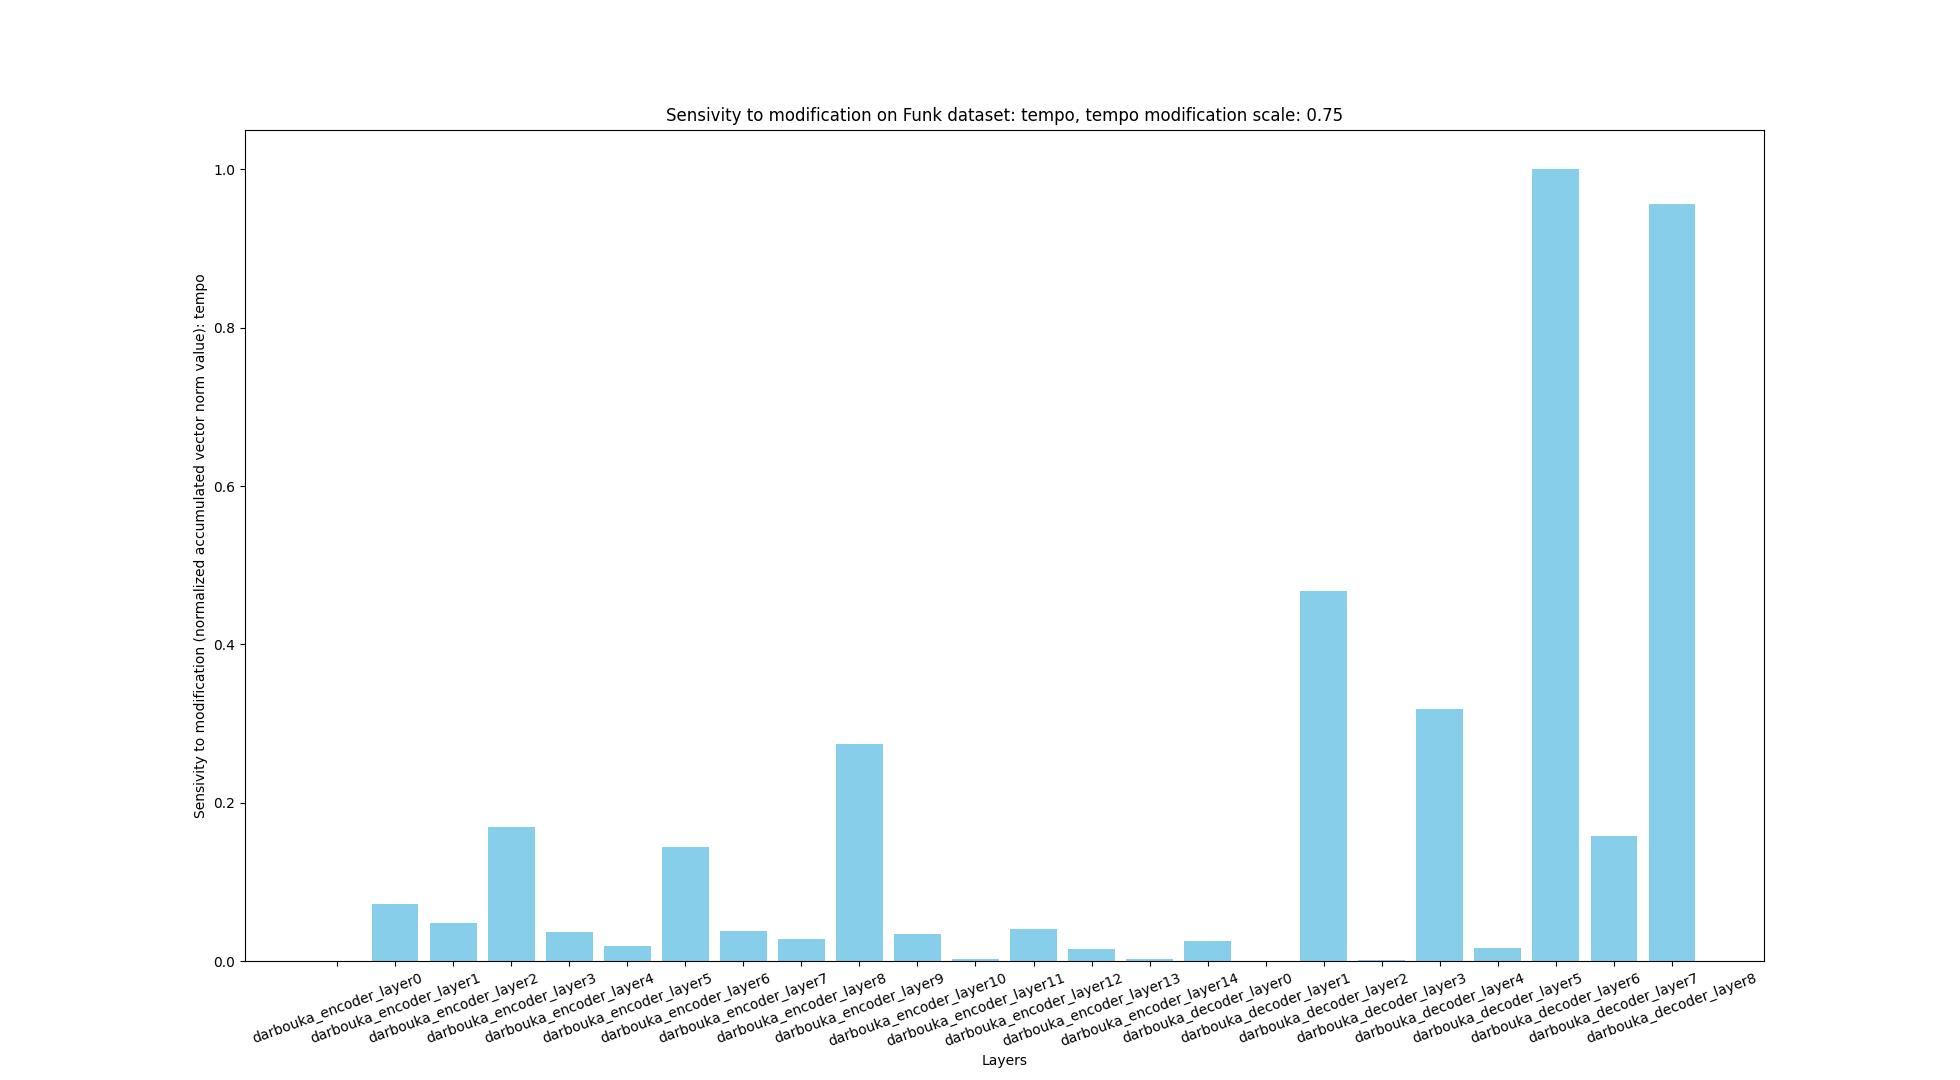 Sensivity to modification on Funk dataset: tempo, tempo modification scale: 0.75
Sensivity to modification (normalized accumulated vector norm value): tempo
1.0
0.8
0.6
0.4
0.2
0.0
darbouka_encoder_layer0
darbouka_encoder_layer1
darbouka_encoder_layer2
darbouka_encoder_layer3
darbouka_encoder_layer4
darbouka_encoder_layer5
darbouka_encoder_layer6
darbouka_encoder_layer7
darbouka_encoder_layer8
darbouka_encoder_layer9
darbouka_encoder_layer10
darbouka_encoder_layer11
darbouka_encoder_layer12
darbouka_encoder_layer13
darbouka_encoder_layer14
darbouka_decoder_layer0
darbouka_decoder_layer1
darbouka_decoder_layer2
darbouka_decoder_layer3
darbouka_decoder_layer4
darbouka_decoder_layer5
darbouka_decoder_layer6
darbouka_decoder_layer7
darbouka_decoder_layer8
Layers